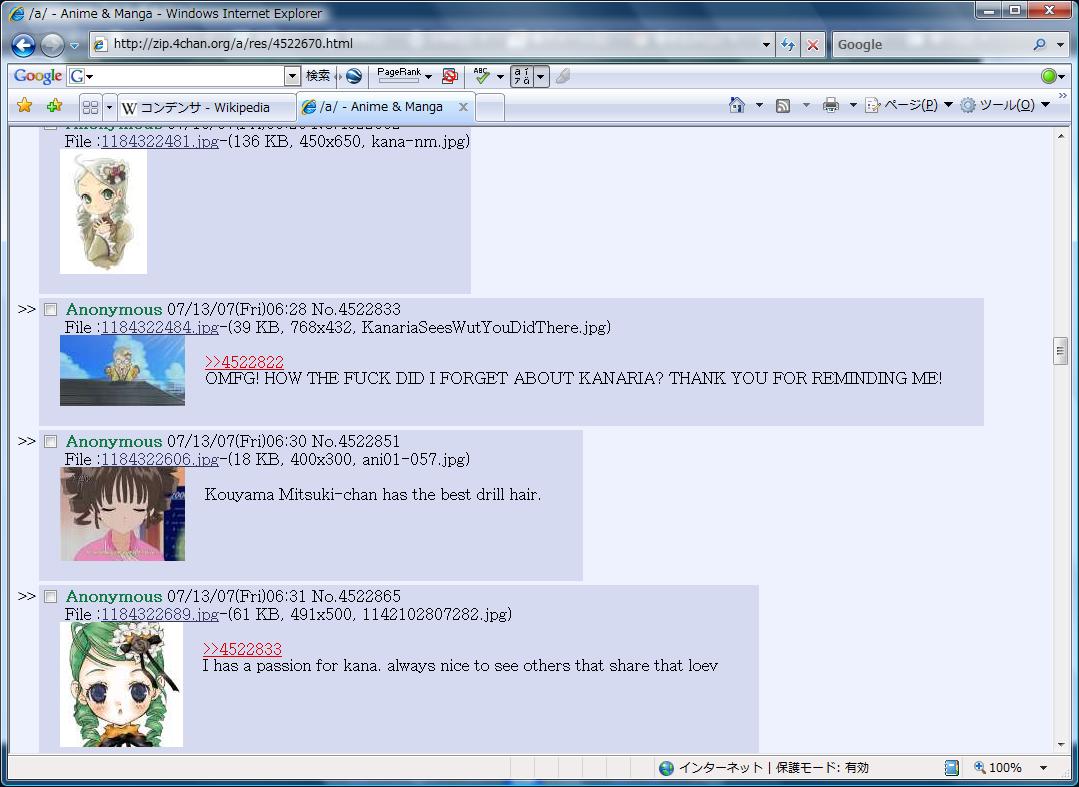 /a/ - Anime & Manga - Windows Internet Explorer
http://zip.4chan.org/a/res/4522670.html
Google
Google G 検索 PageRank ABC
W コンデンサ - Wikipedia /a/ - Anime & Manga x ページ(P) ツール(O) »
File :1184322481.jpg-(136 KB, 450x650, kana-nm.jpg)
>> Anonymous 07/13/07(Fri)06:28 No.4522833
File :1184322484.jpg-(39 KB, 768x432, KanariaSeesWutYouDidThere.jpg)
>>4522822
OMFG! HOW THE FUCK DID I FORGET ABOUT KANARIA? THANK YOU FOR REMINDING ME!
>> Anonymous 07/13/07(Fri)06:30 No.4522851
File :1184322606.jpg-(18 KB, 400x300, ani01-057.jpg)
Kouyama Mitsuki-chan has the best drill hair.
>> Anonymous 07/13/07(Fri)06:31 No.4522865
File :1184322689.jpg-(61 KB, 491x500, 1142102807282.jpg)
>>4522833
I has a passion for kana. always nice to see others that share that loev
インターネット | 保護モード: 有効 100%